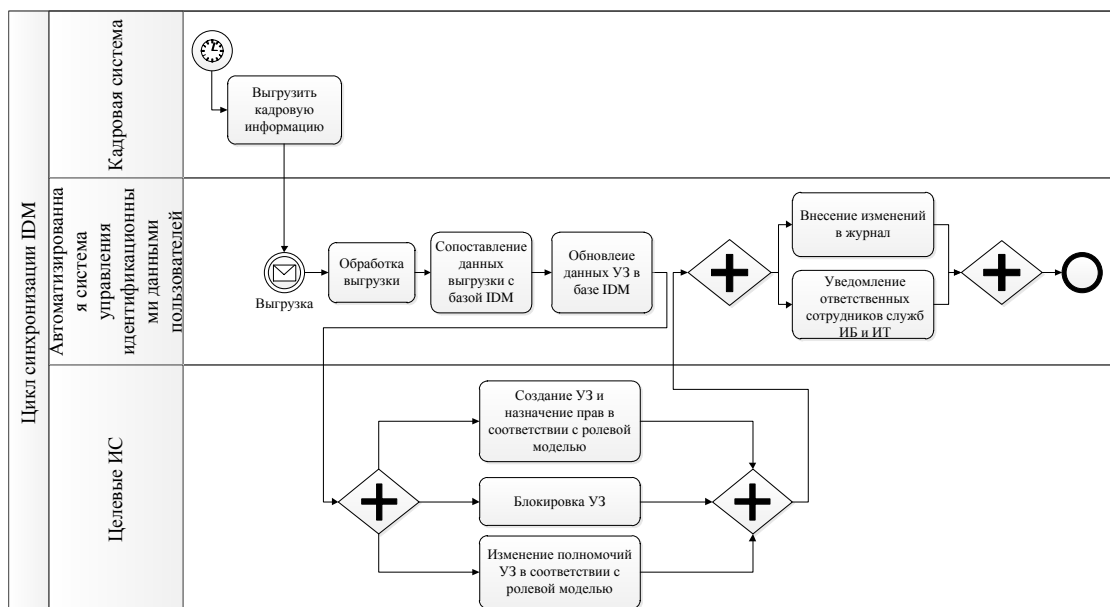 Цикл синхронизации IDM
Кадровая система
Выгрузить
кадровую
информацию
Автоматизированна
я система
управления
идентификационны
ми данными
пользователей
Выгрузка
Обработка
выгрузки
Сопоставление
данных
выгрузки с
базой IDM
Обновлеие
данных УЗ в
базе IDM
Внесение изменений
в журнал
Уведомление
ответственных
сотрудников служб
ИБ и ИТ
Целевые ИС
Создание УЗ и
назначение прав в
соответствии с ролевой
моделью
Блокировка УЗ
Изменение полномочий
УЗ в соответствии с
ролевой моделью